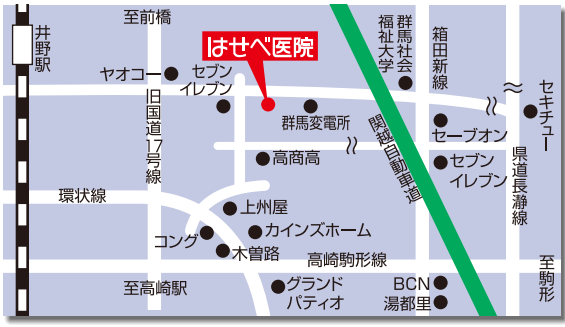 至前橋
井野駅
はせべ医院
群馬社会
福祉大学
箱田新線
ヤオコー
セブン
イレブン
旧国道17号線
群馬変電所
セキチュー
関越自動車道
セーブオン
高商高
セブン
イレブン
県道長瀞線
環状線
上州屋
コング
カインズホーム
木曽路
高崎駒形線
至駒形
至高崎駅
グランド
パティオ
BCN
湯都里